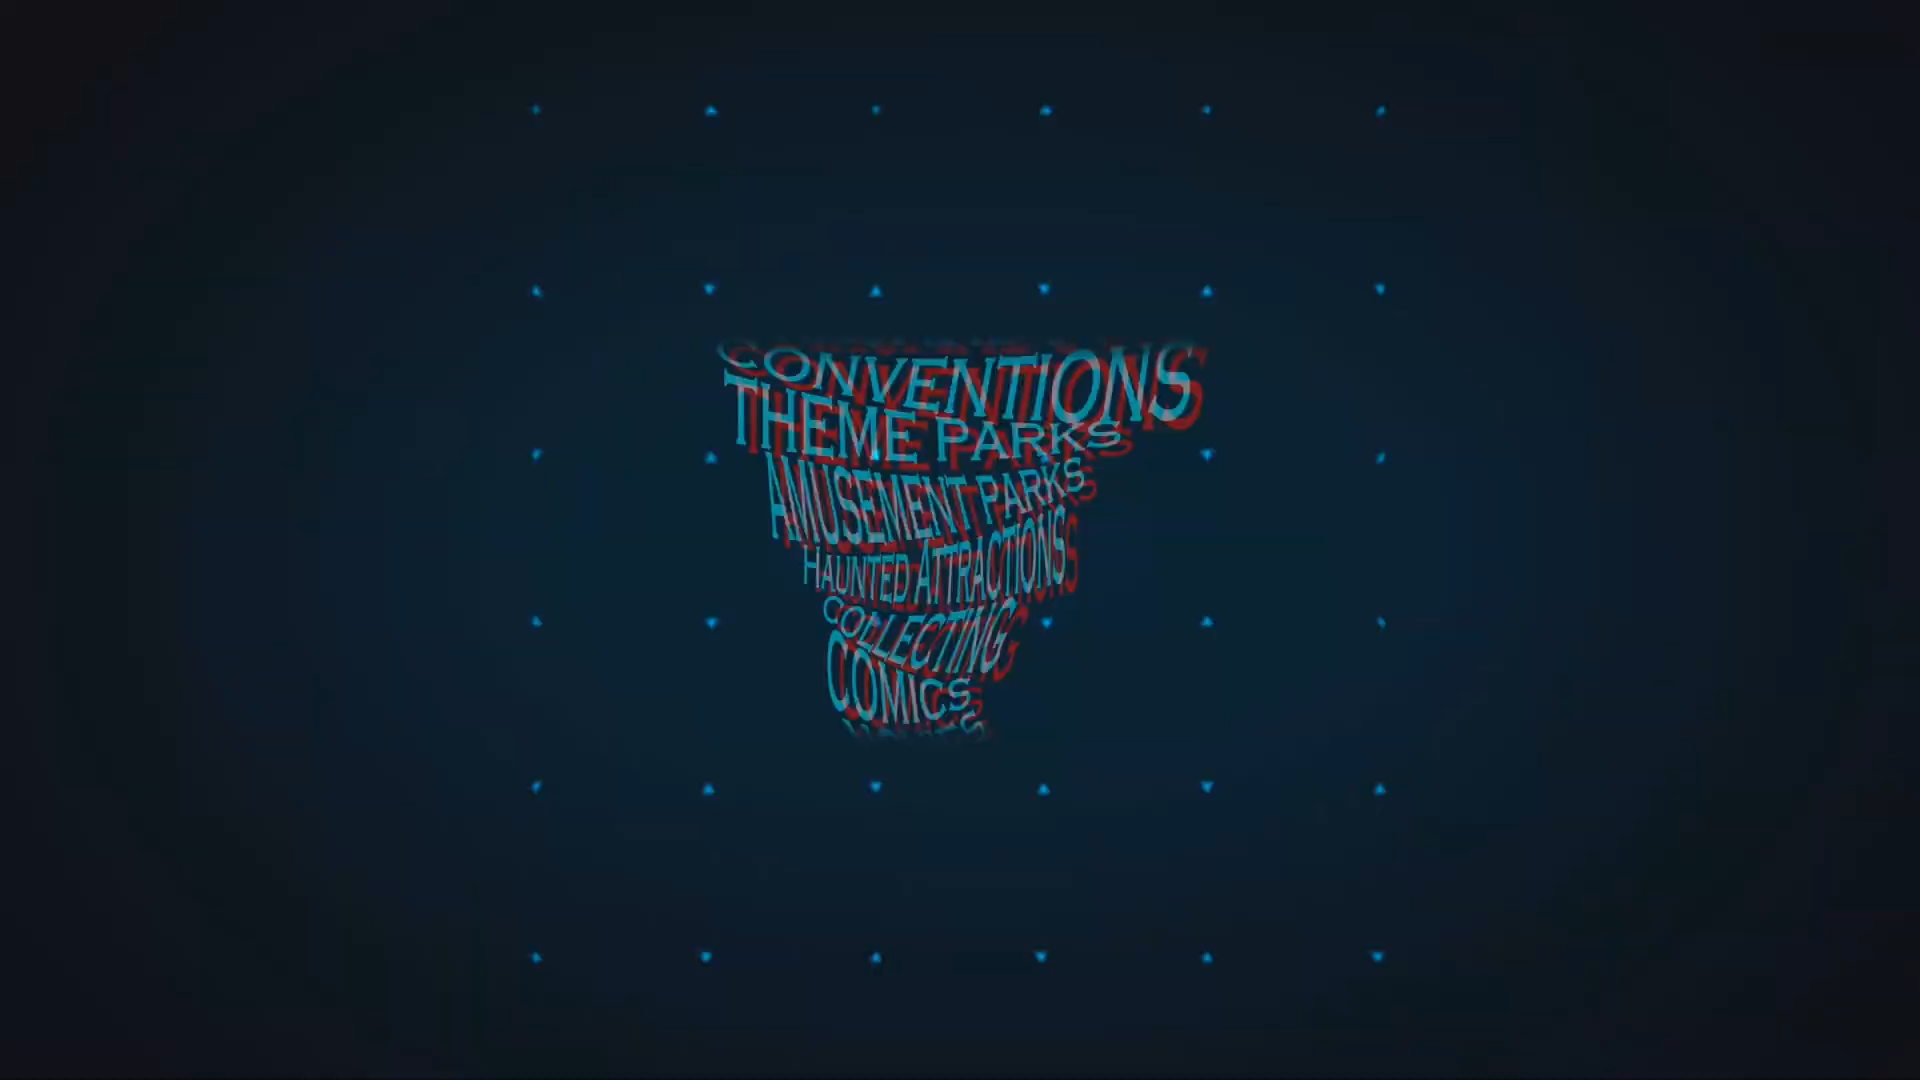 CONVENTIONS
THEME PARKS
AMUSEMENT PARKS
HAUNTED ATTRACTIONS
COLLECTING
COMICS